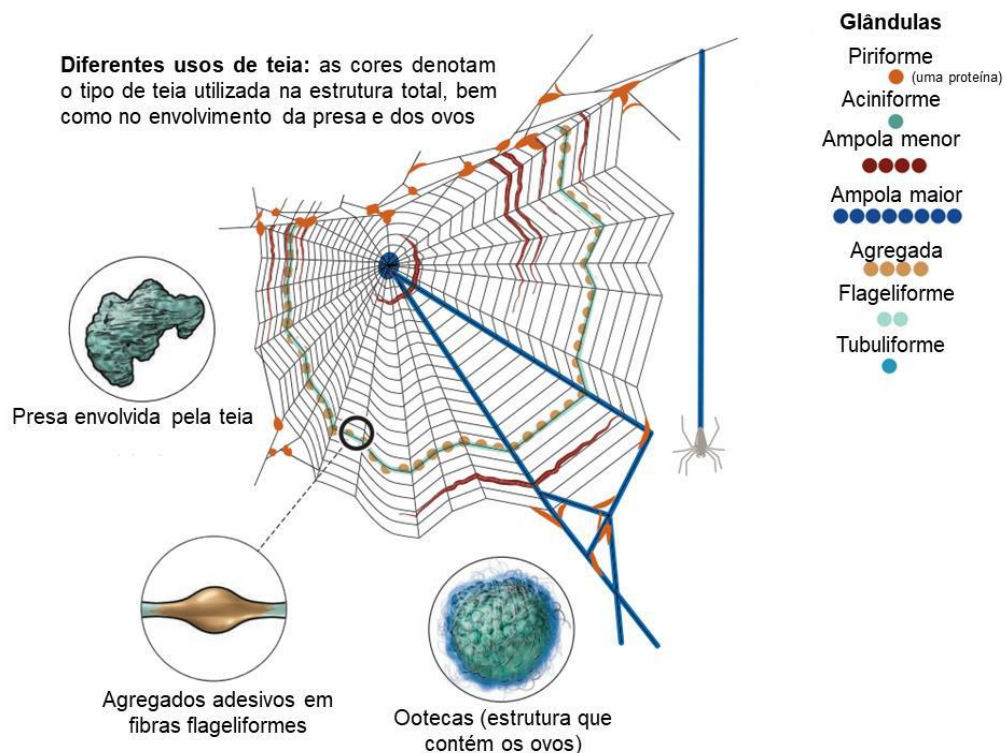 Diferentes usos de teia: as cores denotam
o tipo de teia utilizada na estrutura total, bem
como no envolvimento da presa e dos ovos
Glândulas
Piriforme
(uma proteína)
Aciniforme
Ampola menor
Ampola maior
Agregada
Flageliforme
Tubuliforme
Presa envolvida pela teia
Agregados adesivos em
fibras flageliformes
Ootecas (estrutura que
contém os ovos)